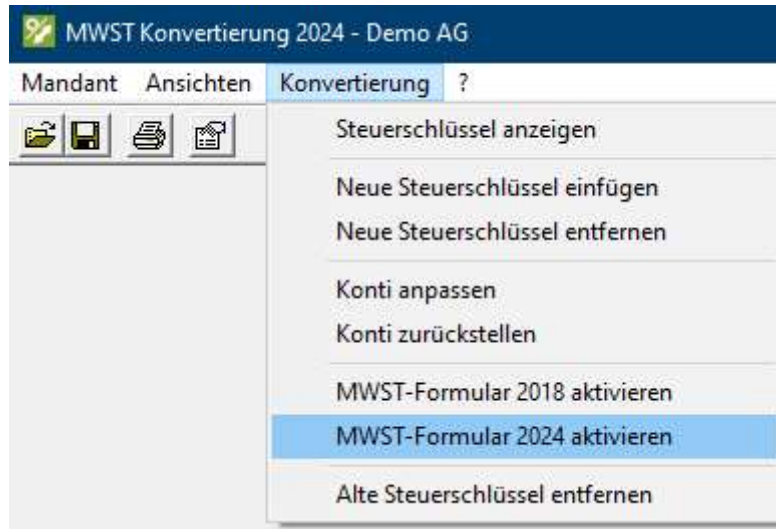 MWST Konvertierung 2024 - Demo AG
Mandant Ansichten Konvertierung ?
Steuerschlüssel anzeigen
Neue Steuerschlüssel einfügen
Neue Steuerschlüssel entfernen
Konti anpassen
Konti zurückstellen
MWST-Formular 2018 aktivieren
MWST-Formular 2024 aktivieren
Alte Steuerschlüssel entfernen